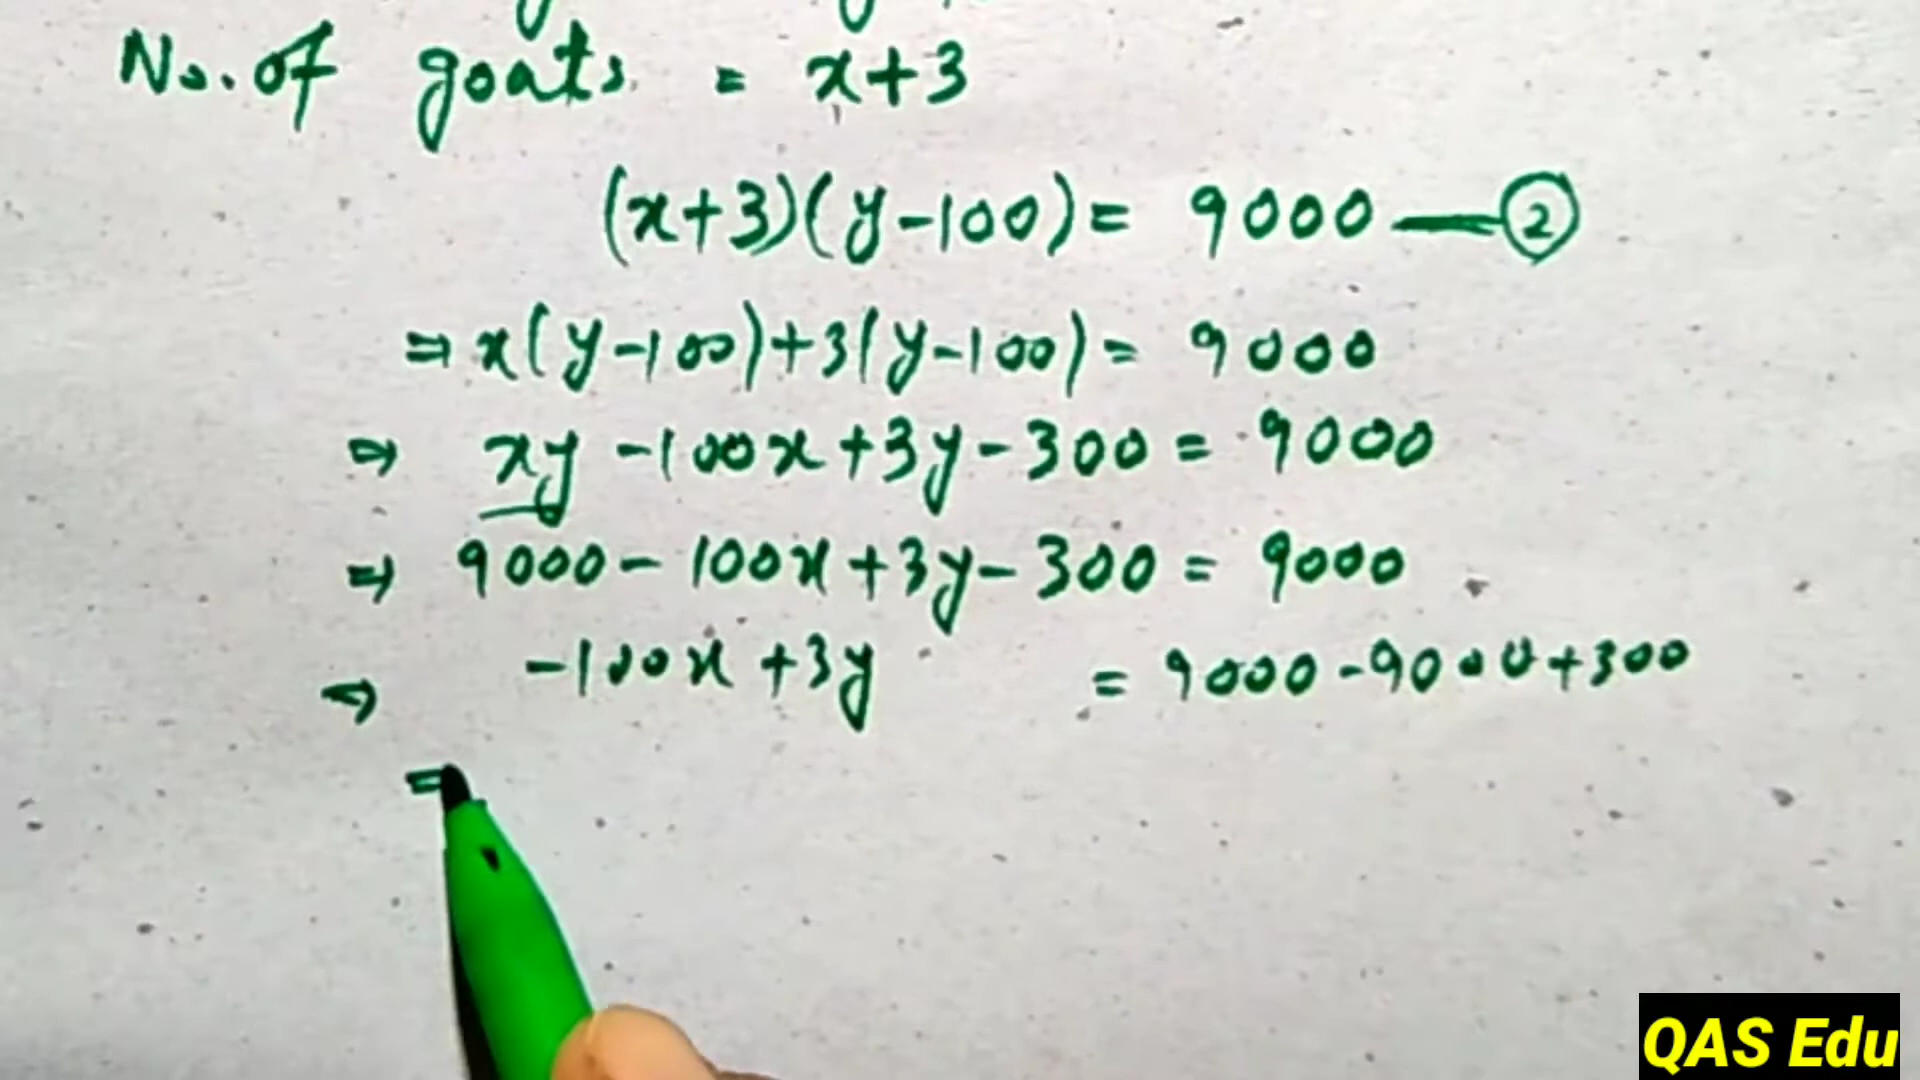 No. of goats = x+3
(x+3)(y-100) = 9000 — ②
⇒ x(y-100)+3(y-100) = 9000
⇒ xy -100x+3y-300 = 9000
⇒ 9000-100x+3y-300 = 9000
⇒ -100x+3y = 9000-9000+300
=
QAS Edu